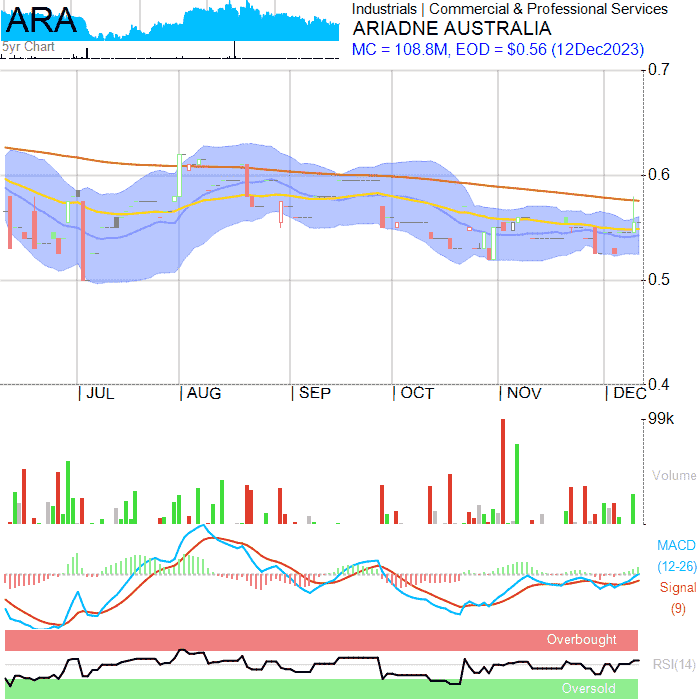 ARA
5yr Chart
Industrials | Commercial & Professional Services
ARIADNE AUSTRALIA
MC = 108.8M, EOD = $0.56 (12Dec2023)
0.7
0.6
0.5
0.4
| JUL | AUG | SEP | OCT | NOV | DEC
99k
Volume
MACD
(12-26)
Signal
(9)
Overbought
RSI(14)
Oversold